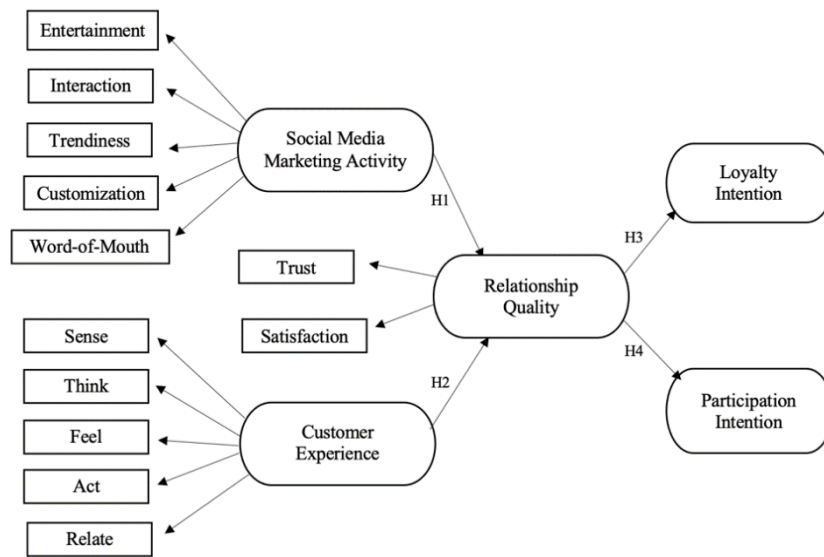 Entertainment
Interaction
Trendiness
Customization
Word-of-Mouth
Social Media
Marketing Activity
H1
Trust
Satisfaction
Relationship
Quality
H3
Loyalty
Intention
H4
Participation
Intention
Sense
Think
Feel
Act
Relate
Customer
Experience
H2